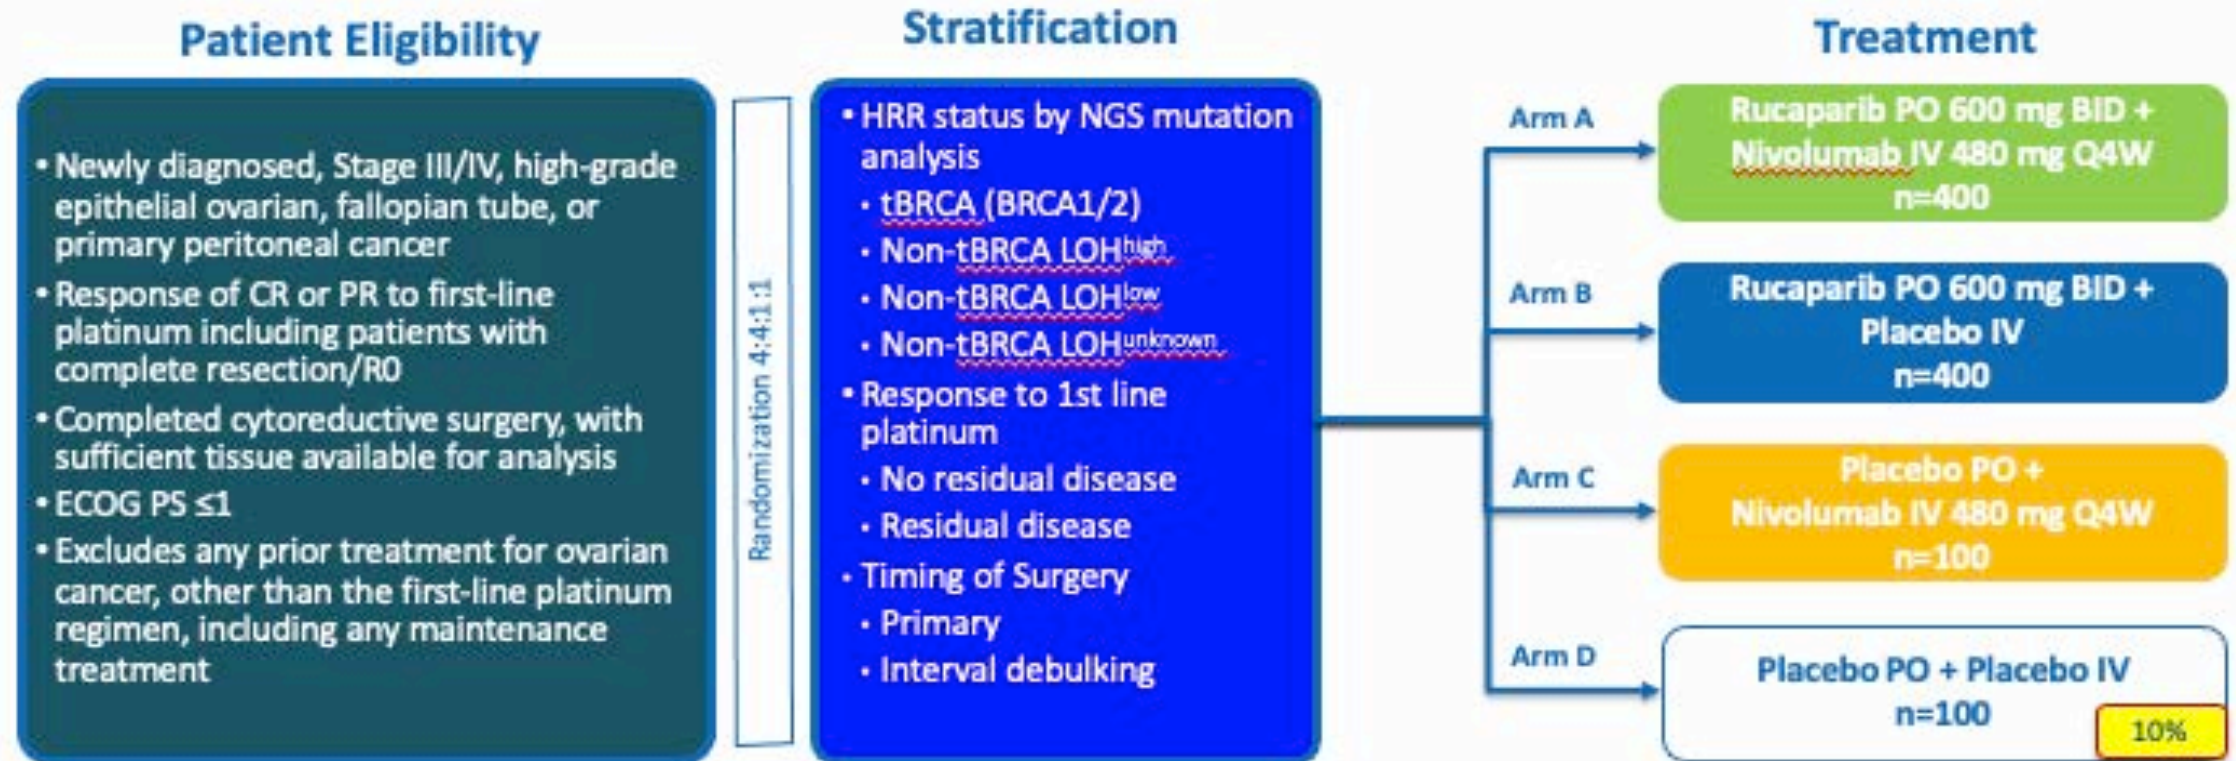 Patient Eligibility
• Newly diagnosed, Stage III/IV, high-grade
epithelial ovarian, fallopian tube, or
primary peritoneal cancer
• Response of CR or PR to first-line
platinum including patients with
complete resection/R0
• Completed cytoreductive surgery, with
sufficient tissue available for analysis
• ECOG PS ≤1
• Excludes any prior treatment for ovarian
cancer, other than the first-line platinum
regimen, including any maintenance
treatment
Randomization 4:4:1:1
Stratification
• HRR status by NGS mutation
analysis
• tBRCA (BRCA1/2)
• Non-tBRCA LOHhigh
• Non-tBRCA LOHlow
• Non-tBRCA LOHunknown
• Response to 1st line
platinum
• No residual disease
• Residual disease
• Timing of Surgery
• Primary
• Interval debulking
Treatment
Arm A
Rucaparib PO 600 mg BID +
Nivolumab IV 480 mg Q4W
n=400
Arm B
Rucaparib PO 600 mg BID +
Placebo IV
n=400
Arm C
Placebo PO +
Nivolumab IV 480 mg Q4W
n=100
Arm D
Placebo PO + Placebo IV
n=100
10%